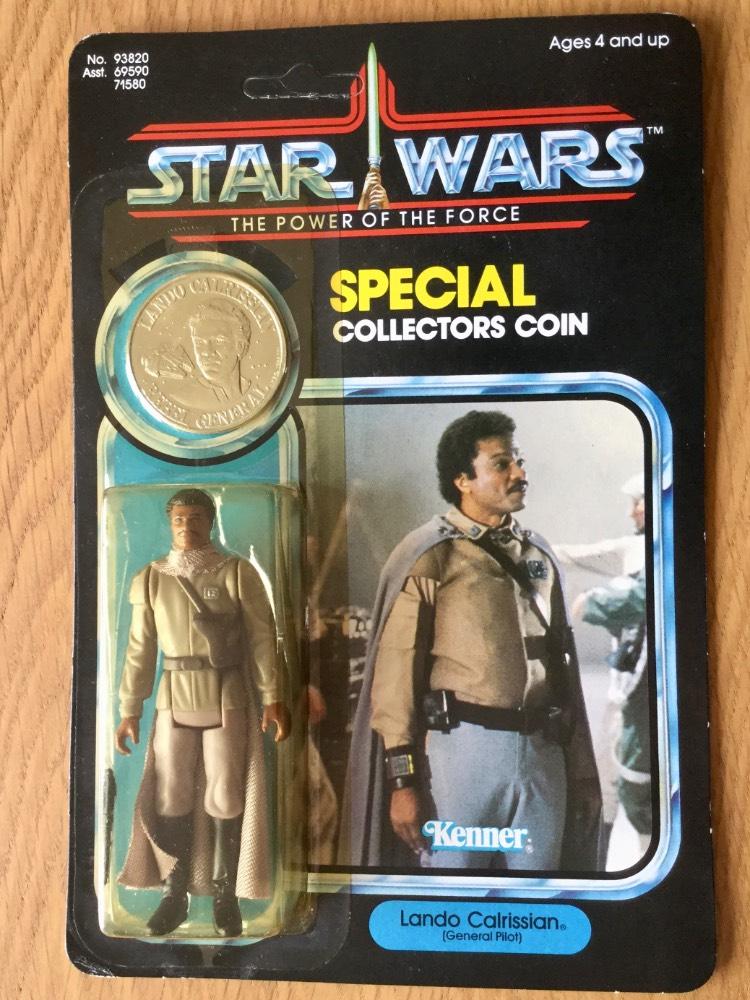 No. 93820
Asst. 69590
71580
Ages 4 and up
STAR WARS™
THE POWER OF THE FORCE
SPECIAL
COLLECTORS COIN
LANDO CALRISSIAN
REBEL GENERAL
Kenner®
Lando Calrissian®
(General Pilot)